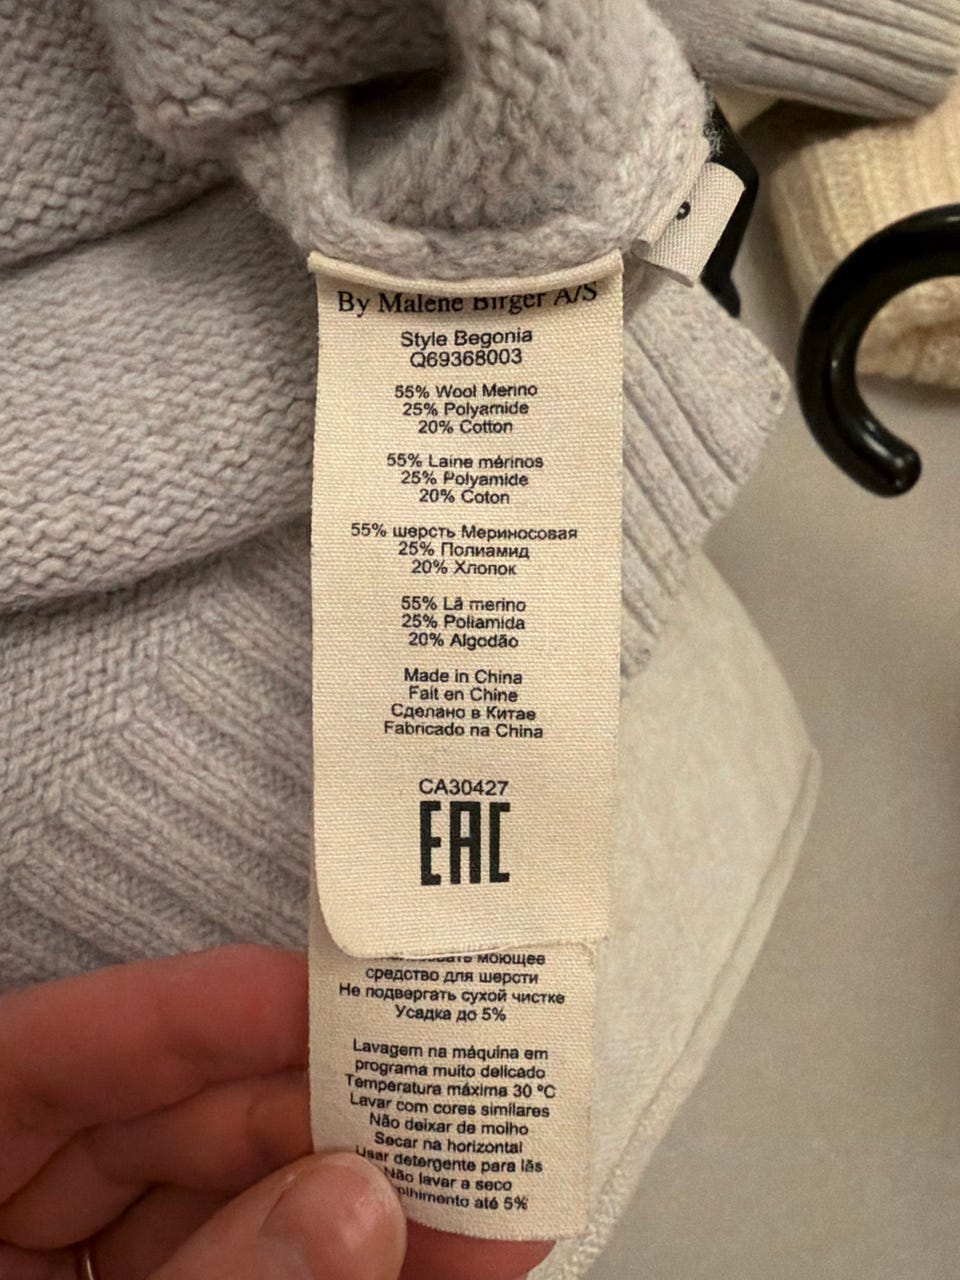 By Malene Birger A/S
Style Begonia
Q69368003
55% Wool Merino
25% Polyamide
20% Cotton
55% Laine mérinos
25% Polyamide
20% Coton
55% шерсть Мериносовая
25% Полиамид
20% Хлопок
55% Lã merino
25% Poliamida
20% Algodão
Made in China
Fait en Chine
Сделано в Китае
Fabricado na China
CA30427
EAC
моющее
средство для шерсти
Не подвергать сухой чистке
Усадка до 5%
Lavagem na máquina em
programa muito delicado
Temperatura máxima 30 ºC
Lavar com cores similares
Não deixar de molho
Secar na horizontal
Usar detergente para lãs
Não lavar a seco
até 5%